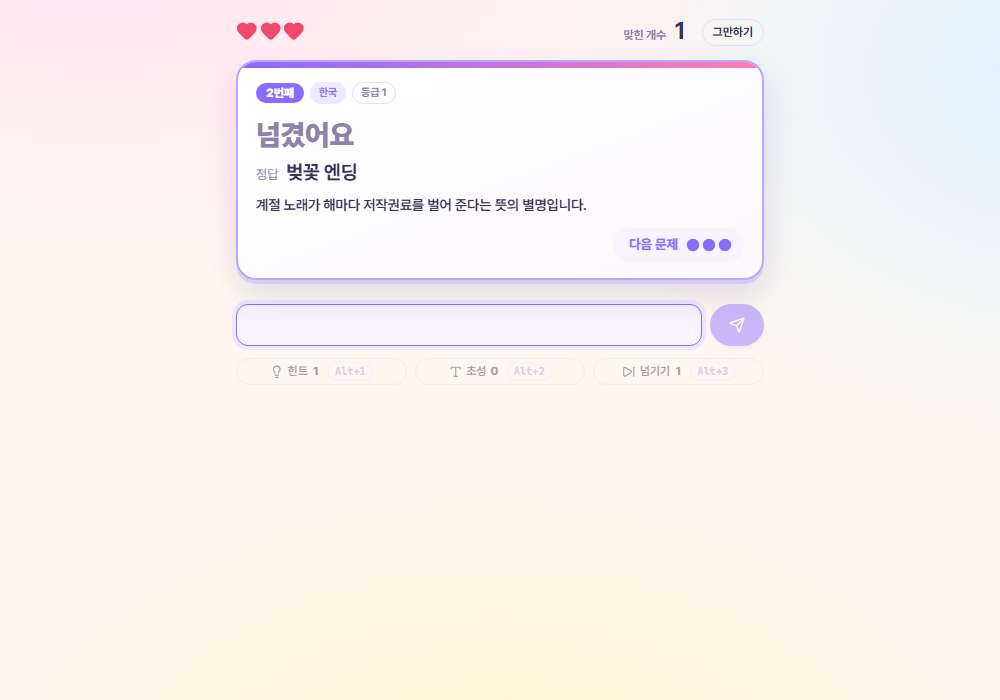 맞힌 개수 1 그만하기
2번째 한국 등급 1
넘겼어요
정답 벚꽃 엔딩
계절 노래가 해마다 저작권료를 벌어 준다는 뜻의 별명입니다.
다음 문제
힌트 1 Alt+1 초성 0 Alt+2 넘기기 1 Alt+3